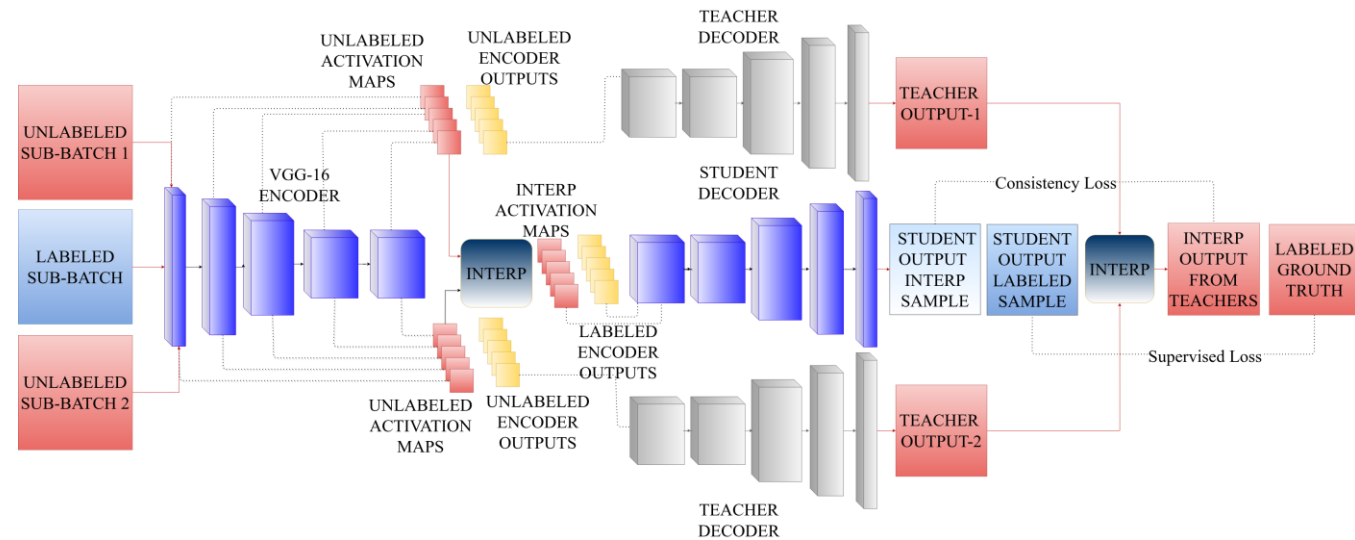 TEACHER
DECODER
UNLABELED
ACTIVATION
MAPS
UNLABELED
ENCODER
OUTPUTS
UNLABELED
SUB-BATCH 1
TEACHER
OUTPUT-1
VGG-16
ENCODER
STUDENT
DECODER
INTERP
ACTIVATION
MAPS
Consistency Loss
LABELED
SUB-BATCH
INTERP
STUDENT
OUTPUT
INTERP
SAMPLE
STUDENT
OUTPUT
LABELED
SAMPLE
INTERP
INTERP
OUTPUT
FROM
TEACHERS
LABELED
GROUND
TRUTH
LABELED
ENCODER
OUTPUTS
Supervised Loss
UNLABELED
SUB-BATCH 2
UNLABELED
ACTIVATION
MAPS
UNLABELED
ENCODER
OUTPUTS
TEACHER
OUTPUT-2
TEACHER
DECODER